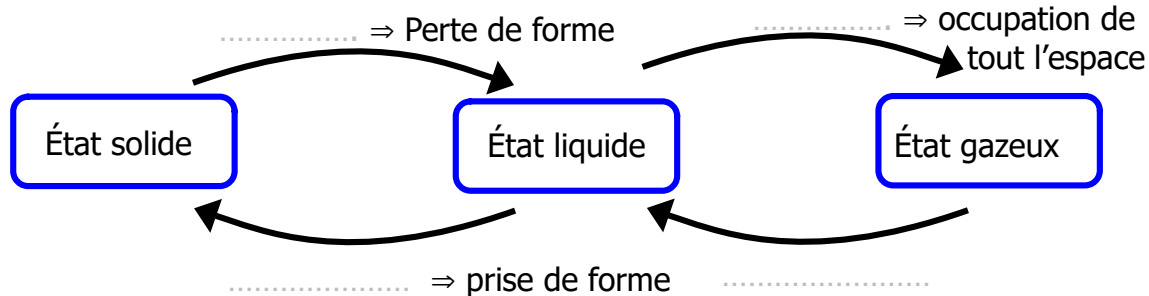 ................ ⇒ Perte de forme
................ ⇒ occupation de
tout l’espace
État solide
État liquide
État gazeux
..................... ⇒ prise de forme ........................